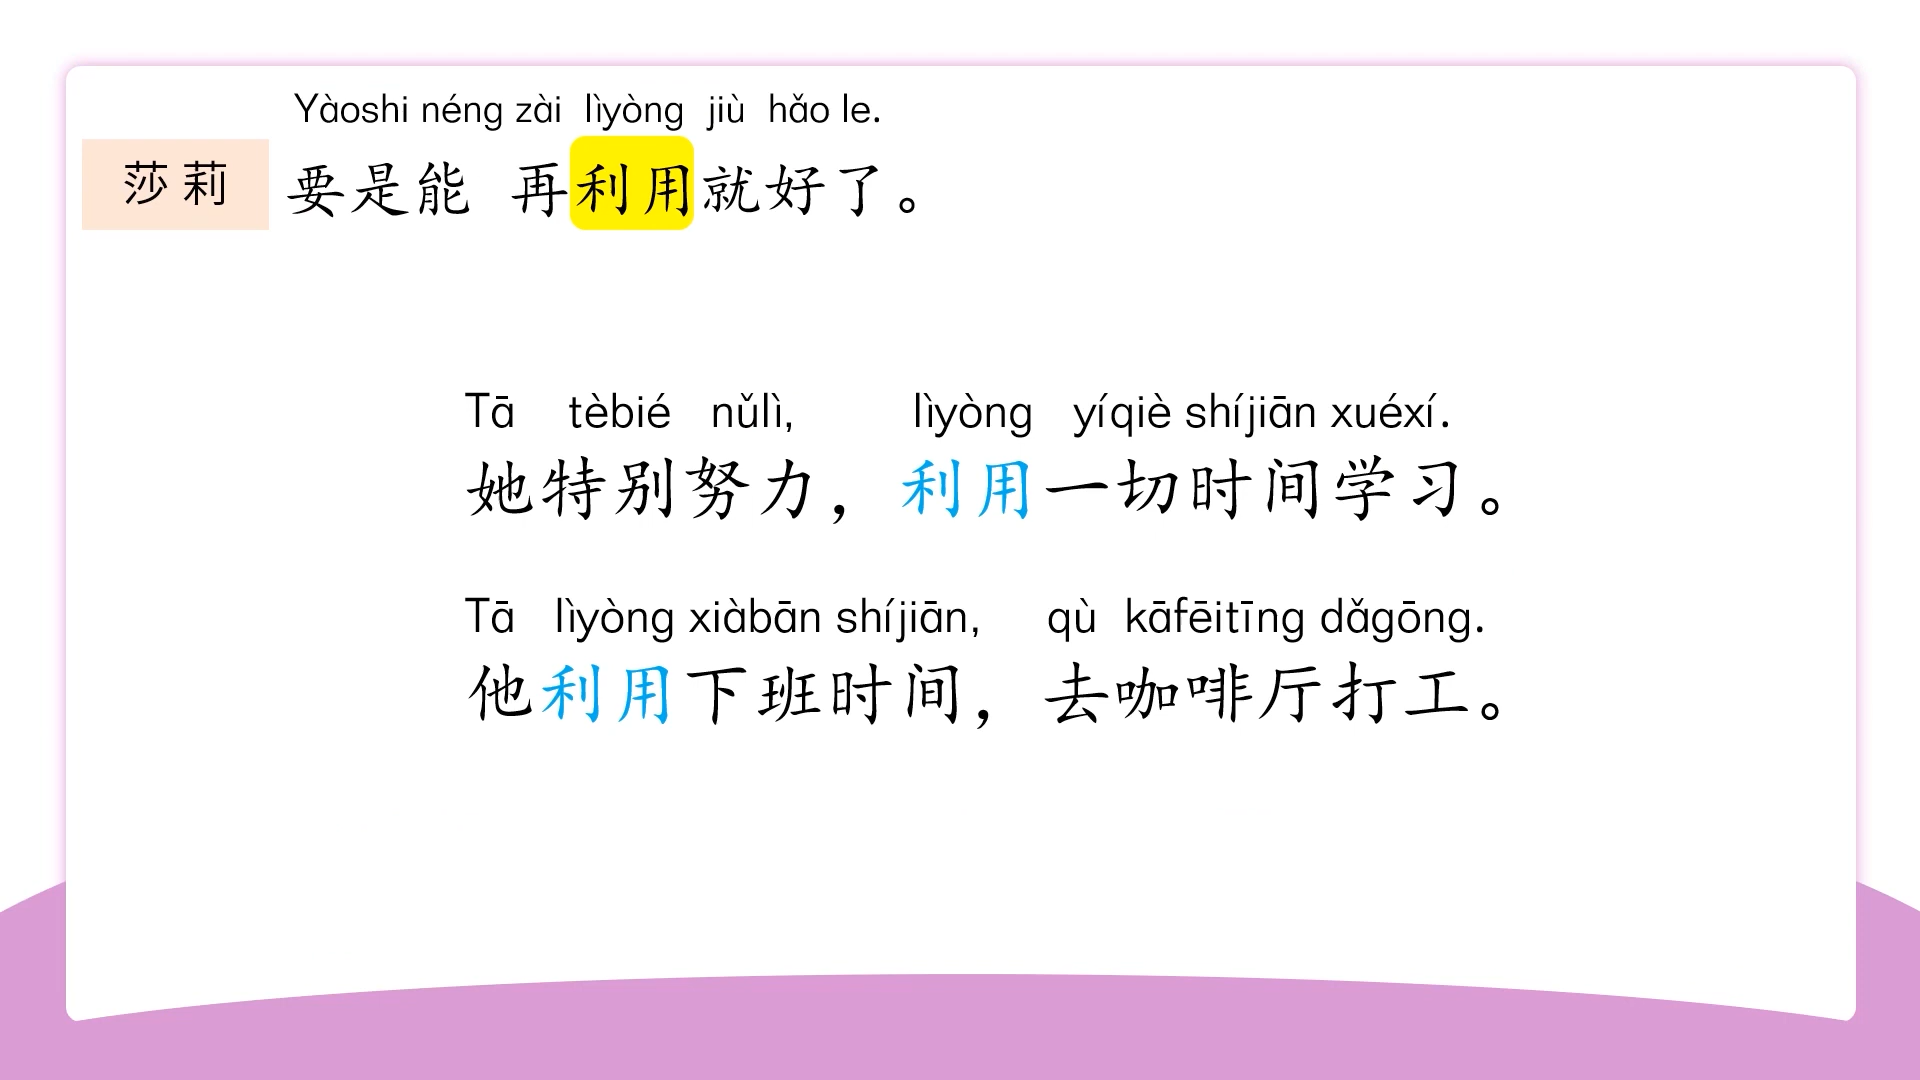 Yàoshi néng zài lìyòng jiù hǎo le.
莎莉 要是能 再利用就好了。
Tā tèbié nǔlì, lìyòng yíqiè shíjiān xuéxí.
她特别努力，利用一切时间学习。
Tā lìyòng xiàbān shíjiān, qù kāfēitīng dǎgōng.
他利用下班时间，去咖啡厅打工。